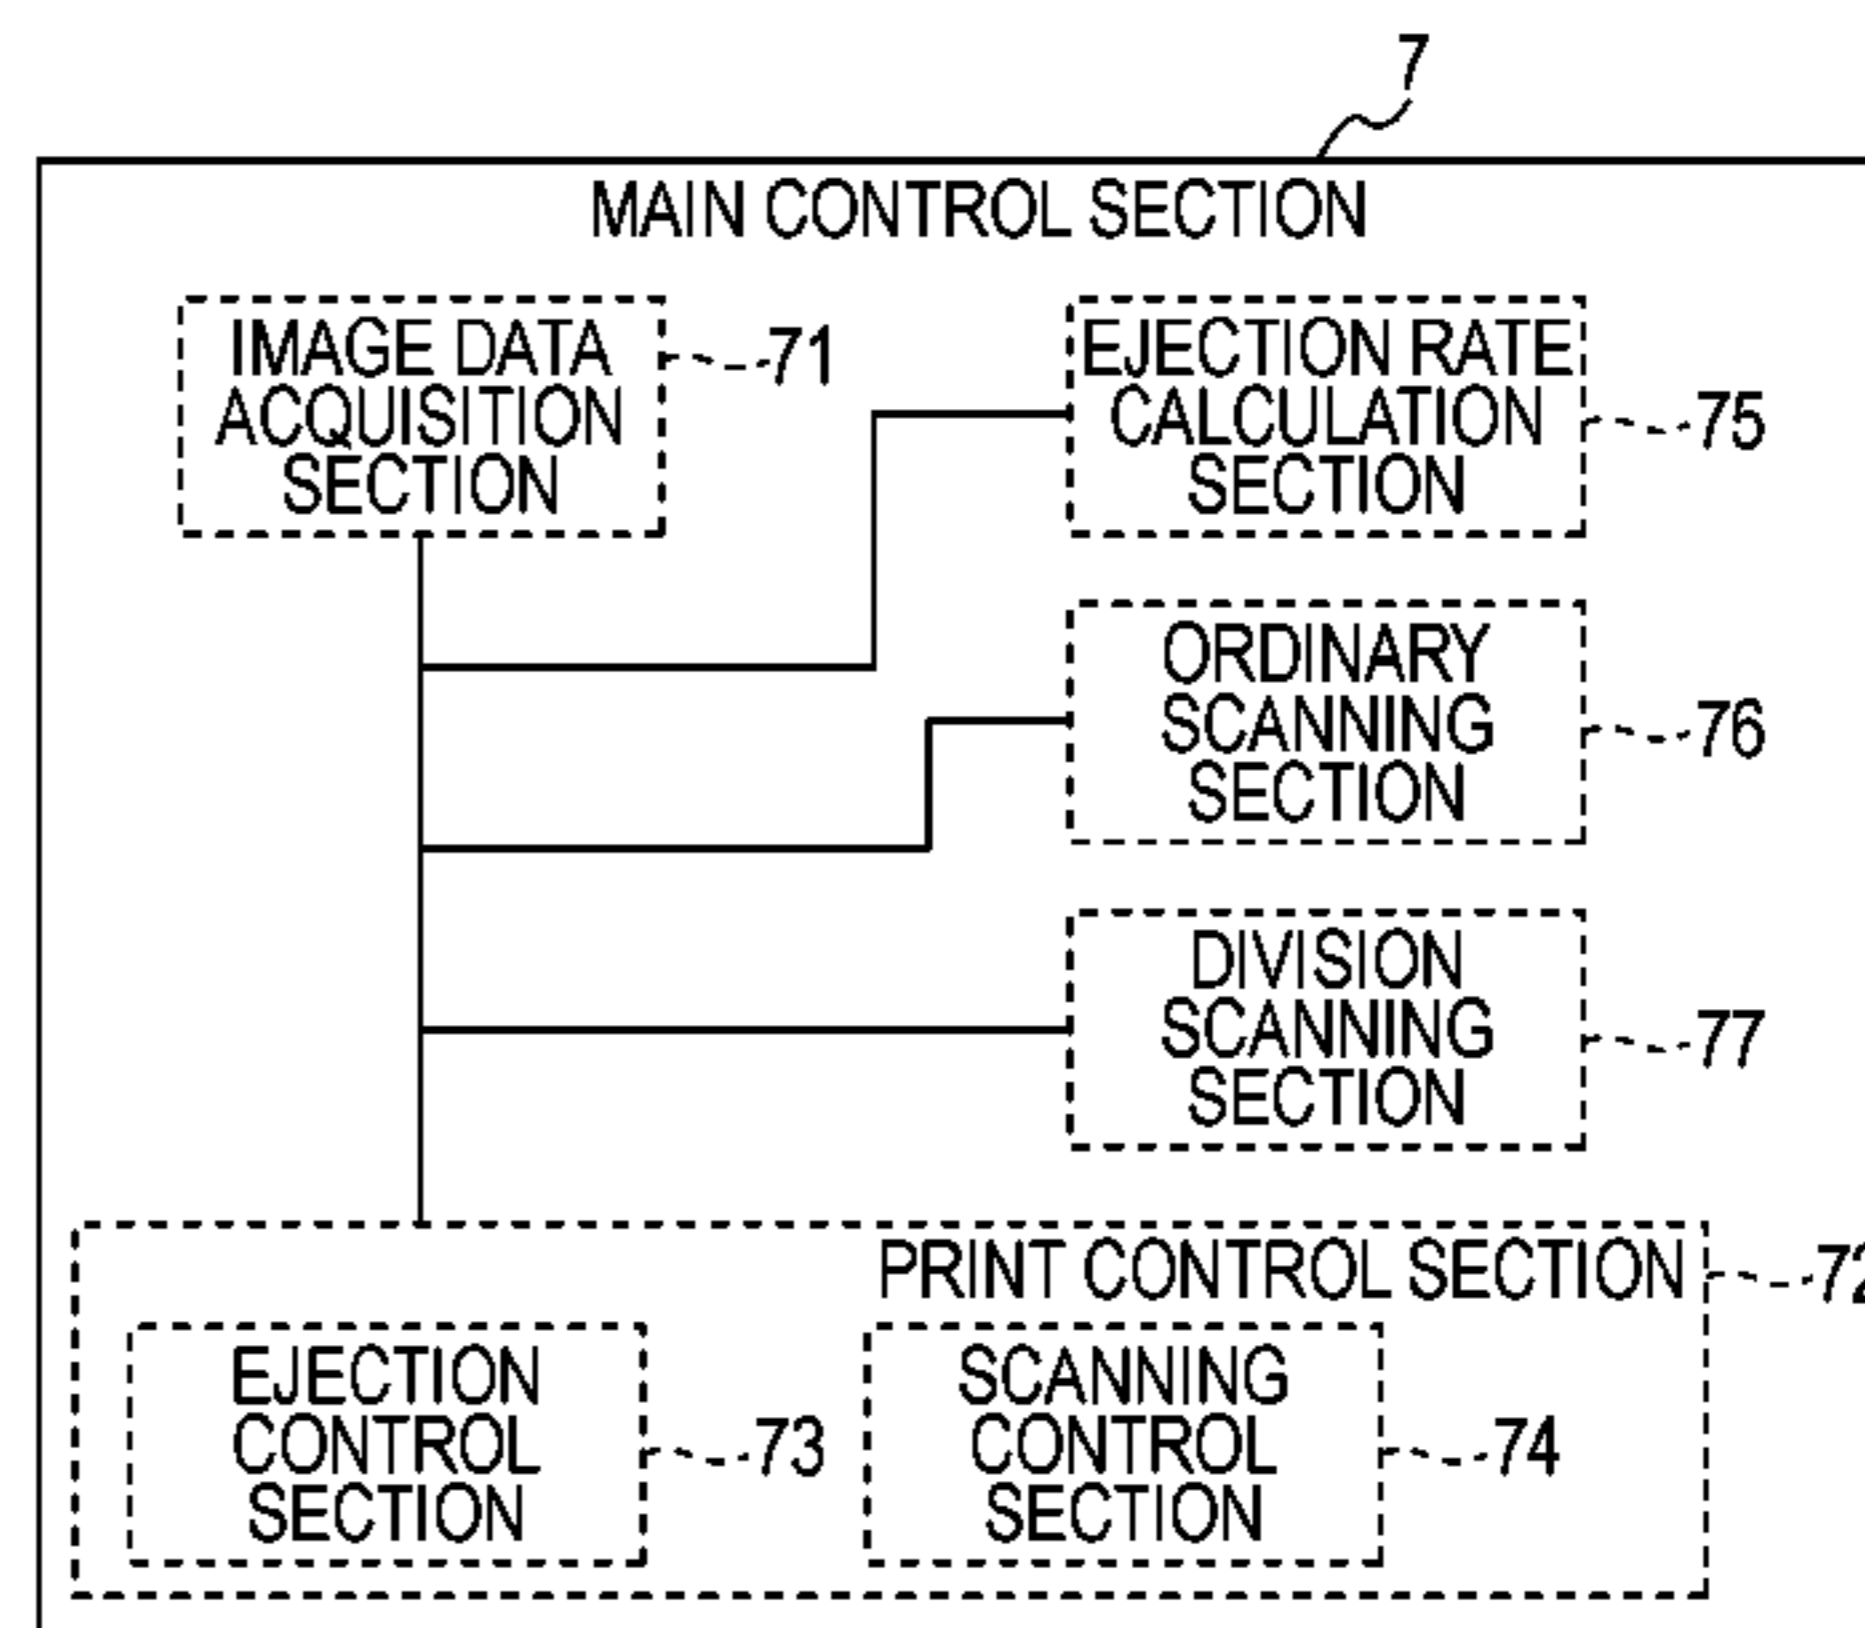 7
MAIN CONTROL SECTION
IMAGE DATA
ACQUISITION
SECTION
71
EJECTION RATE
CALCULATION
SECTION
75
ORDINARY
SCANNING
SECTION
76
DIVISION
SCANNING
SECTION
77
PRINT CONTROL SECTION
72
EJECTION
CONTROL
SECTION
73
SCANNING
CONTROL
SECTION
74